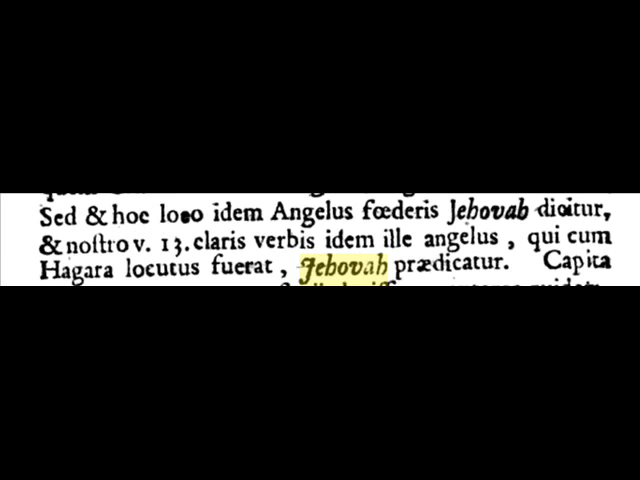 Sed & hoc loco idem Angelus fœderis Jehovah dicitur,
& noſtro v. 13. claris verbis idem ille angelus, qui cum
Hagara locutus fuerat, Jehovah prædicatur. Capita